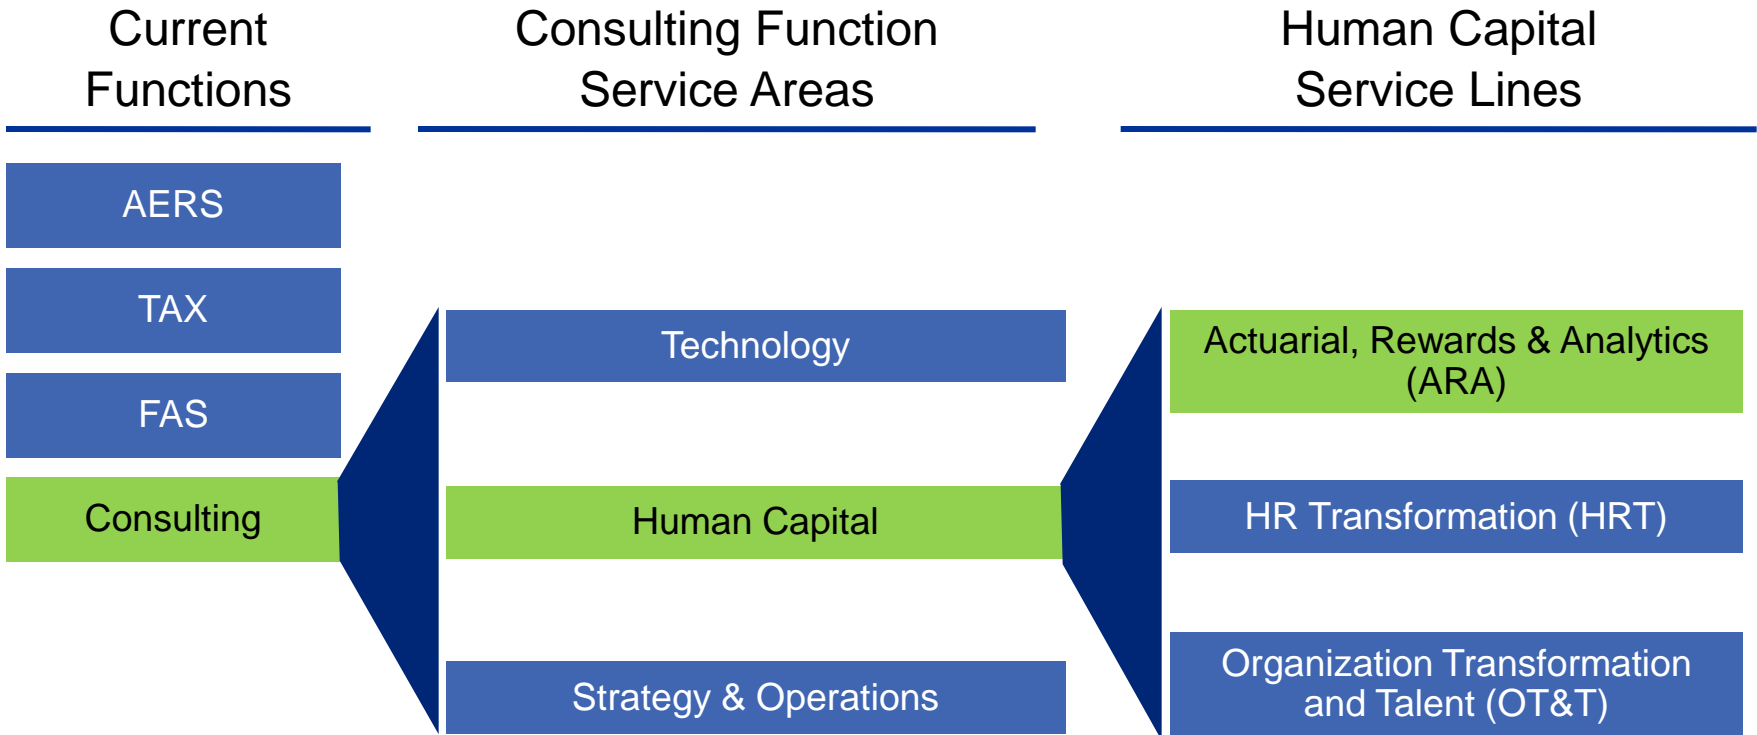 Current
Functions
Consulting Function
Service Areas
Human Capital
Service Lines
AERS
TAX
FAS
Consulting
Technology
Human Capital
Strategy & Operations
Actuarial, Rewards & Analytics
(ARA)
HR Transformation (HRT)
Organization Transformation
and Talent (OT&T)